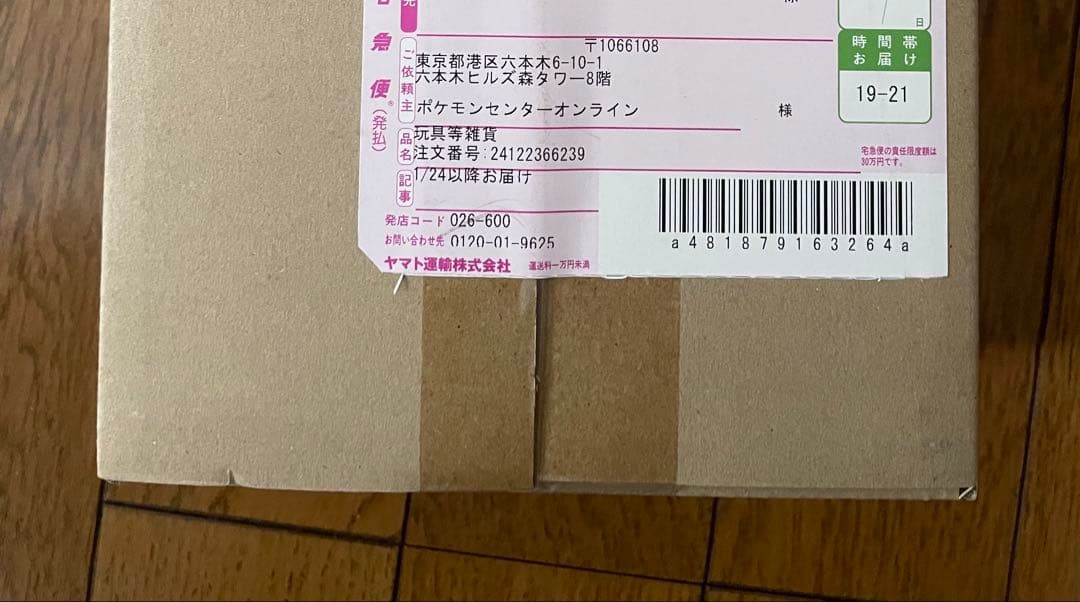 先
様
日
急
便
(発払)
時間帯
お届け
19-21
ご依頼主
〒1066108
東京都港区六本木6-10-1
六本木ヒルズ森タワー8階
ポケモンセンターオンライン
様
品名
玩具等雑貨
注文番号:24122366239
宅急便の責任限度額は
30万円です。
記事
1/24以降お届け
発店コード 026-600
お問い合わせ先 0120-01-9625
ヤマト運輸株式会社
運送料一万円未満
a481879163264a